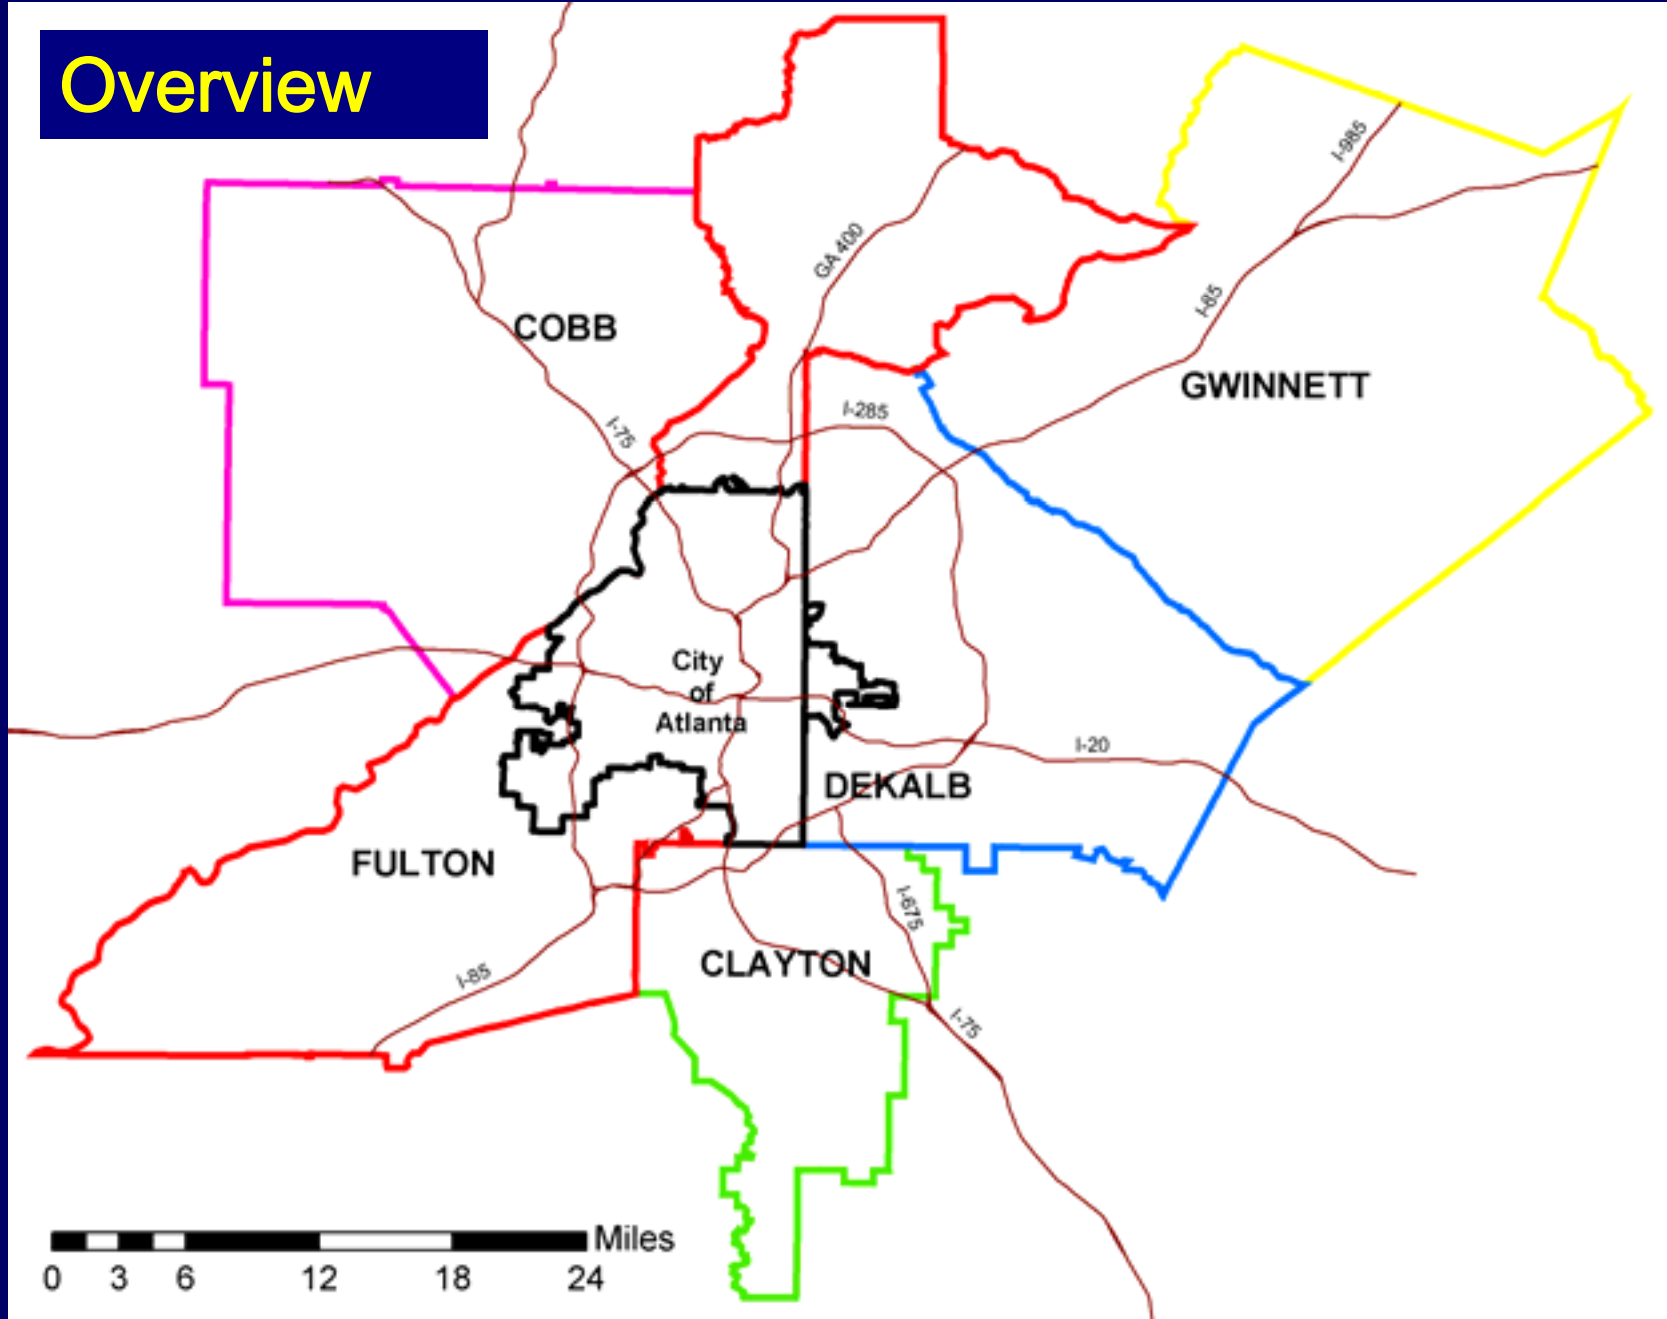 Overview
I-985
GA 400
I-85
COBB
GWINNETT
I-285
I-75
City
of
Atlanta
I-20
DEKALB
FULTON
I-675
CLAYTON
I-85
I-75
Miles
0 3 6 12 18 24